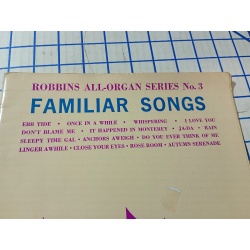 ROBBINS ALL-ORGAN SERIES No. 3
FAMILIAR SONGS
EBB TIDE • ONCE IN A WHILE • WHISPERING • I LOVE YOU
DON'T BLAME ME • IT HAPPENED IN MONTEREY • JA-DA • RAIN
SLEEPY TIME GAL • ANCHORS AWEIGH • DO YOU EVER THINK OF ME
LINGER AWHILE • CLOSE YOUR EYES • ROSE ROOM • AUTUMN SERENADE